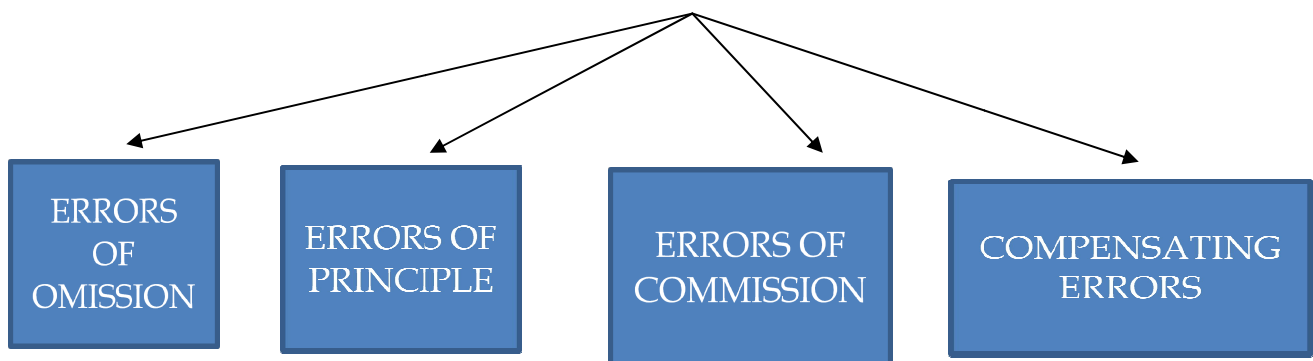 ERRORS
OF
OMISSION
ERRORS OF
PRINCIPLE
ERRORS OF
COMMISSION
COMPENSATING
ERRORS